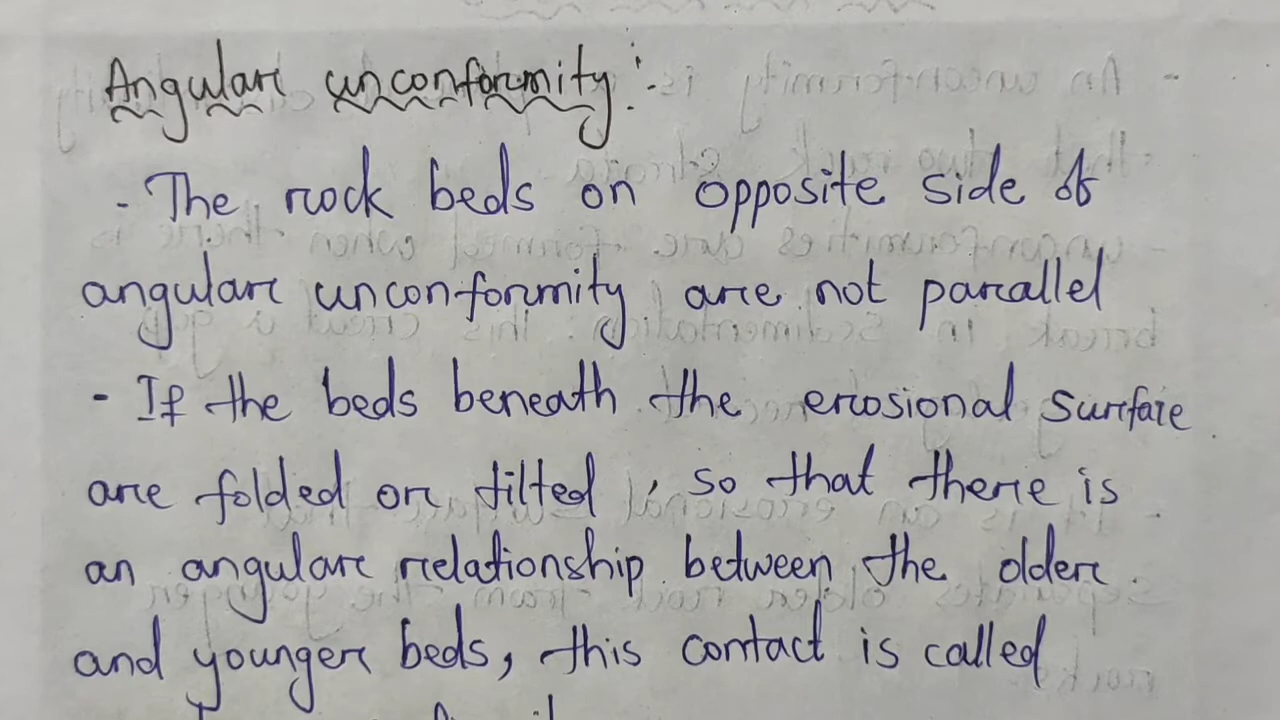 Angular unconformity :-
- The rock beds on opposite side of
angular unconformity are not parallel
- If the beds beneath the erosional surface
are folded or tilted, so that there is
an angular relationship between the older
and younger beds, this contact is called